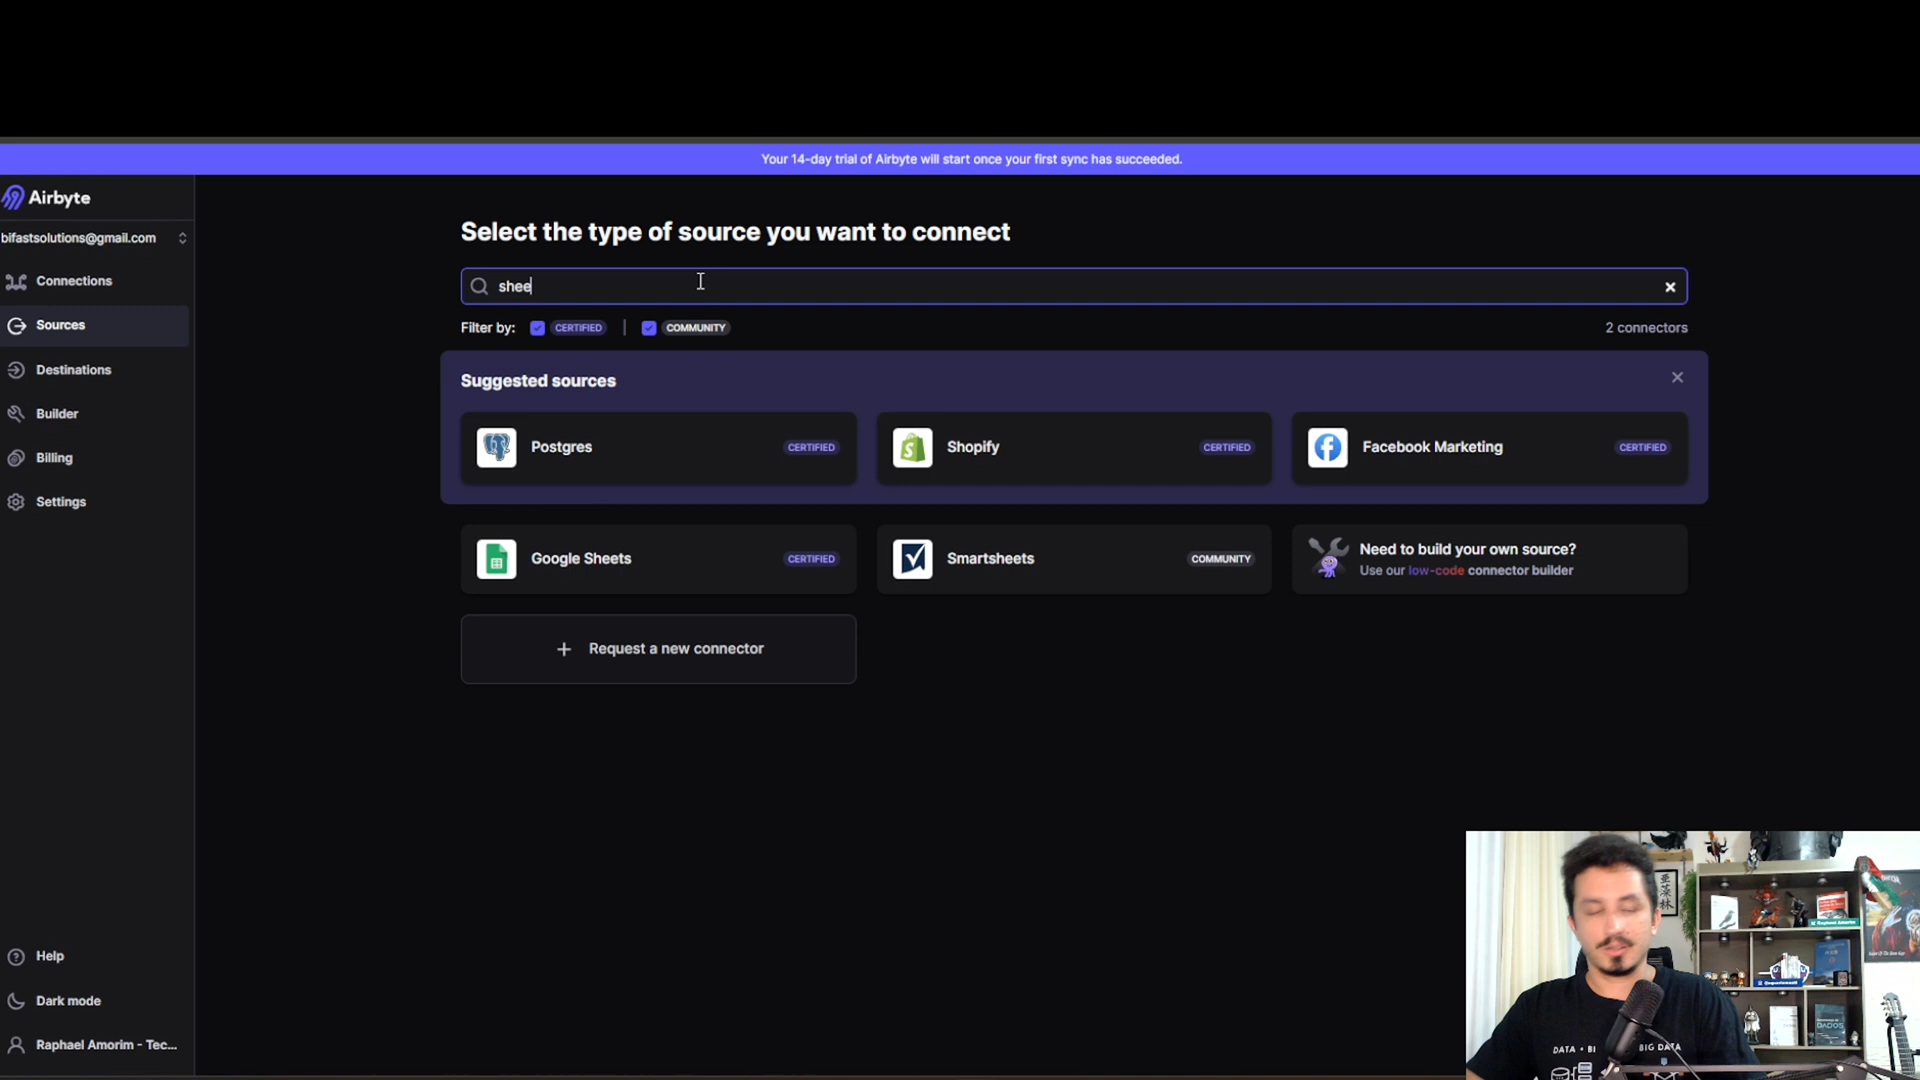 Your 14-day trial of Airbyte will start once your first sync has succeeded.
Airbyte
bifastsolutions@gmail.com
Connections
Sources
Destinations
Builder
Billing
Settings
Help
Dark mode
Raphael Amorim - Tec...
Select the type of source you want to connect
shee
Filter by: CERTIFIED | COMMUNITY
2 connectors
Suggested sources
Postgres CERTIFIED
Shopify CERTIFIED
Facebook Marketing CERTIFIED
Google Sheets CERTIFIED
Smartsheets COMMUNITY
Need to build your own source?
Use our low-code connector builder
+ Request a new connector
DATA • BI BIG DATA
DADOS